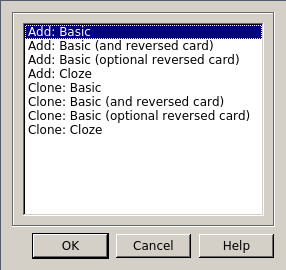 Add: Basic
Add: Basic (and reversed card)
Add: Basic (optional reversed card)
Add: Cloze
Clone: Basic
Clone: Basic (and reversed card)
Clone: Basic (optional reversed card)
Clone: Cloze
OK Cancel Help